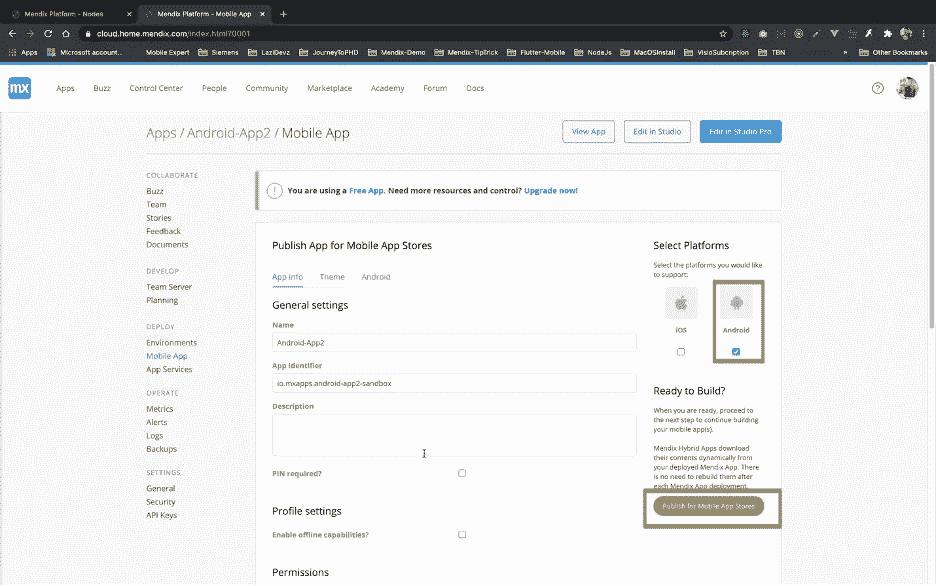 Mendix Platform - Nodes
Mendix Platform - Mobile App
cloud.home.mendix.com/index.html70001
Apps
Microsoft account...
Mobile Expert
Siemens
LaziDevz
JourneyToPHD
Mendix-Demo
Mendix-TipTrick
Flutter-Mobile
NodeJs
MacOSInstall
VisioSubcription
TBN
»
Other Bookmarks
mx
Apps
Buzz
Control Center
People
Community
Marketplace
Academy
Forum
Docs
Apps / Android-App2 / Mobile App
View App
Edit in Studio
Edit in Studio Pro
COLLABORATE
Buzz
Team
Stories
Feedback
Documents
DEVELOP
Team Server
Planning
DEPLOY
Environments
Mobile App
App Services
OPERATE
Metrics
Alerts
Logs
Backups
SETTINGS
General
Security
API Keys
You are using a Free App. Need more resources and control? Upgrade now!
Publish App for Mobile App Stores
App info
Theme
Android
General settings
Name
Android-App2
App identifier
io.mxapps.android-app2-sandbox
Description
PIN required?
Profile settings
Enable offline capabilities?
Permissions
Select Platforms
Select the platforms you would like
to support:
iOS
Android
Ready to Build?
When you are ready, proceed to
the next step to continue building
your mobile app(s).
Mendix Hybrid Apps download
their contents dynamically from
your deployed Mendix App. There
is no need to rebuild them after
each Mendix App deployment.
Publish for Mobile App Stores